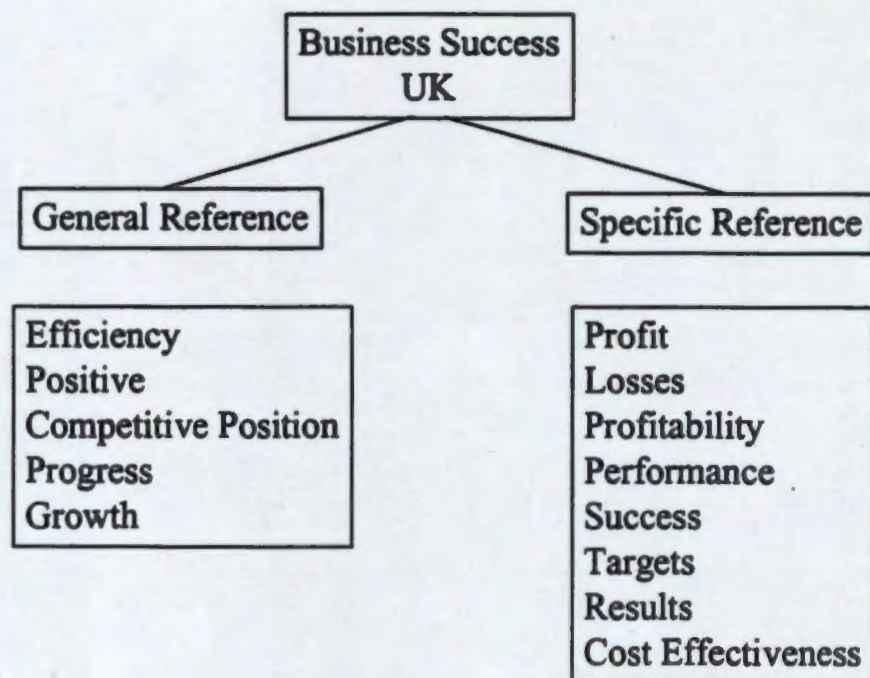 Business Success
UK
General Reference
Specific Reference
Efficiency
Positive
Competitive Position
Progress
Growth
Profit
Losses
Profitability
Performance
Success
Targets
Results
Cost Effectiveness